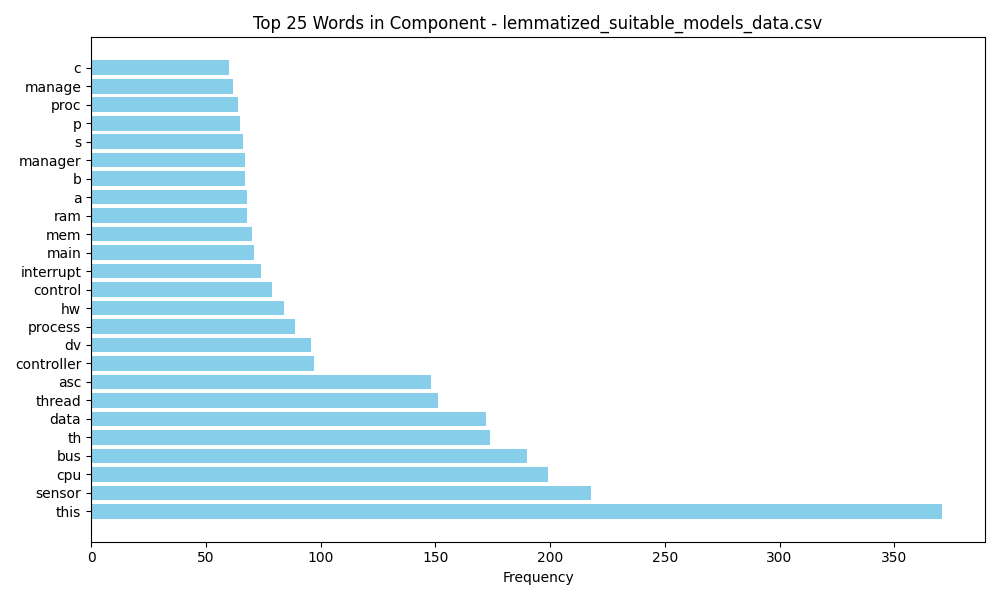 Top 25 Words in Component - lemmatized_suitable_models_data.csv
c
manage
proc
p
s
manager
b
a
ram
mem
main
interrupt
control
hw
process
dv
controller
asc
thread
data
th
bus
cpu
sensor
this
0 50 100 150 200 250 300 350
Frequency